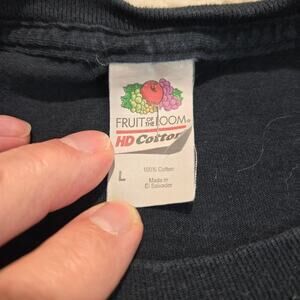 FRUIT OF THE LOOM®
HD Cotton
100% Cotton
L
Made in
El Salvador